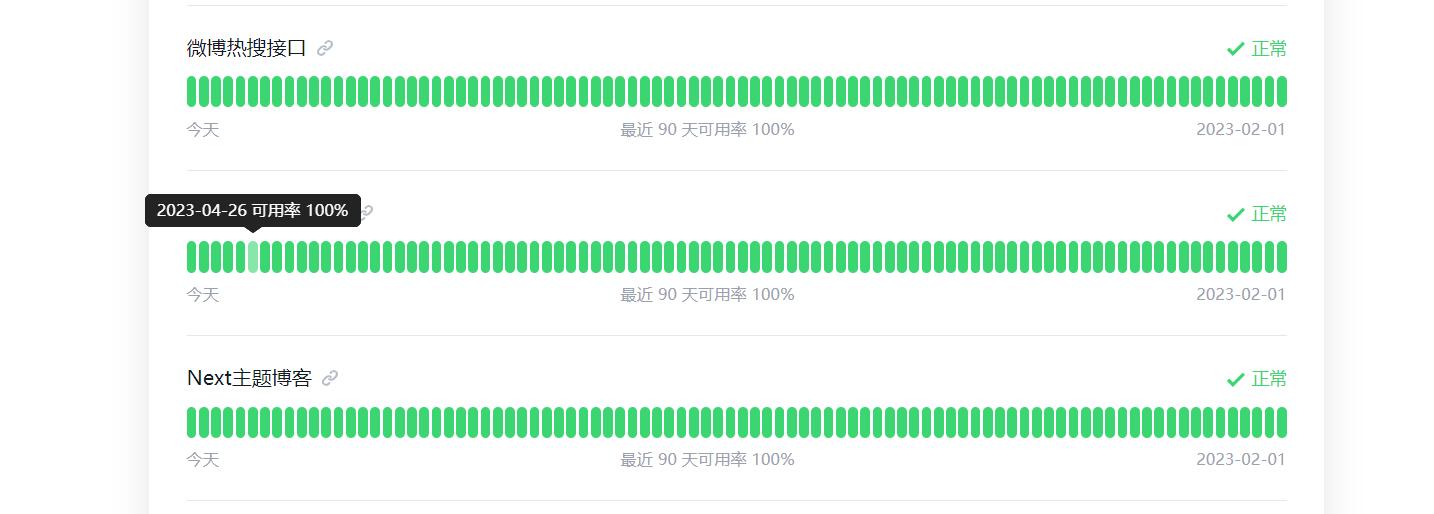 微博热搜接口
正常
今天
最近 90 天可用率 100%
2023-02-01
2023-04-26 可用率 100%
正常
今天
最近 90 天可用率 100%
2023-02-01
Next主题博客
正常
今天
最近 90 天可用率 100%
2023-02-01